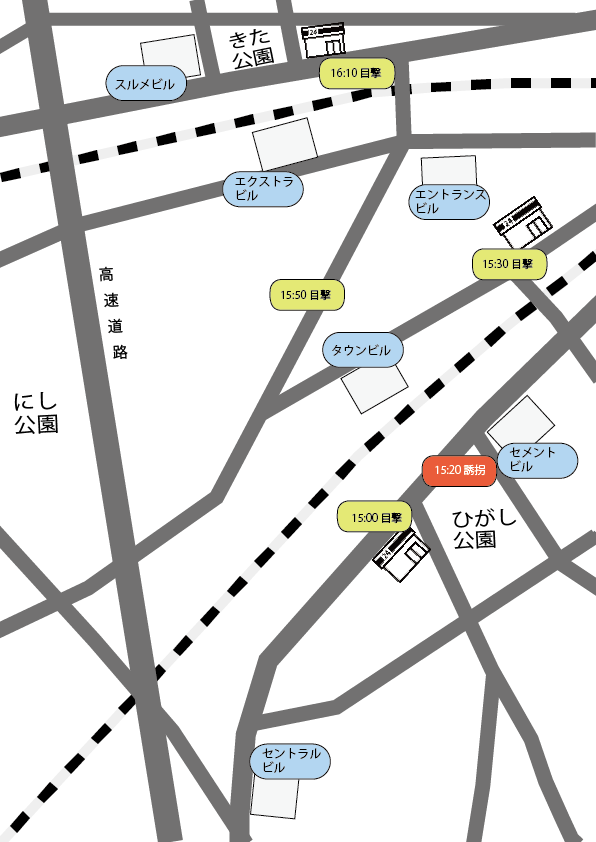 きた
公園
24
16:10 目撃
スルメビル
エクストラ
ビル
エントランス
ビル
24
15:30 目撃
高
速
道
路
15:50 目撃
タウンビル
にし
公園
セメント
ビル
15:20 誘拐
15:00 目撃
ひがし
公園
24
セントラル
ビル